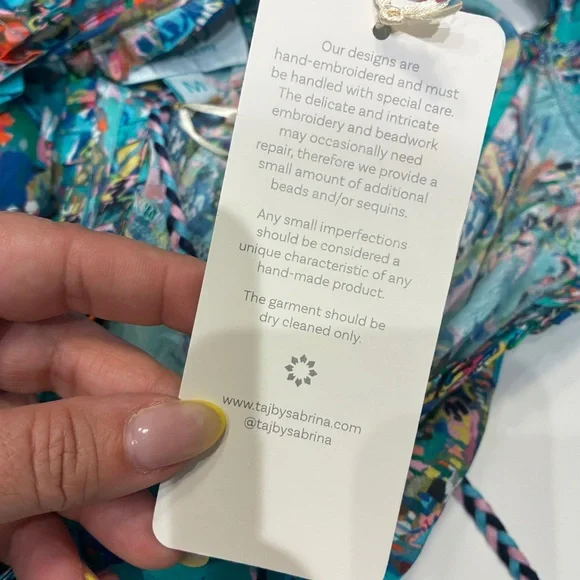 Our designs are
hand-embroidered and must
be handled with special care.
The delicate and intricate
embroidery and beadwork
may occasionally need
repair, therefore we provide a
small amount of additional
beads and/or sequins.
Any small imperfections
should be considered a
unique characteristic of any
hand-made product.
The garment should be
dry cleaned only.
www.tajbysabrina.com
@tajbysabrina
M